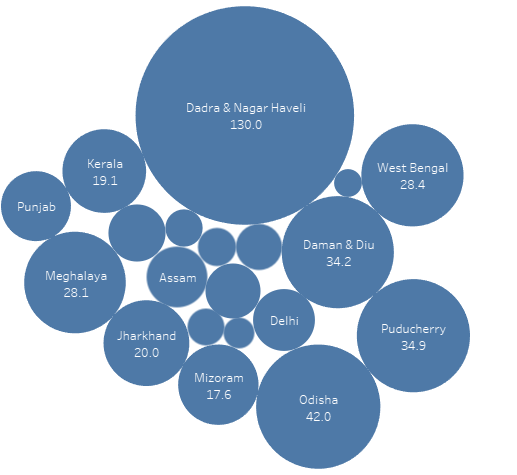 Dadra & Nagar Haveli
130.0
Kerala
19.1
West Bengal
28.4
Punjab
Daman & Diu
34.2
Meghalaya
28.1
Assam
Delhi
Puducherry
34.9
Jharkhand
20.0
Mizoram
17.6
Odisha
42.0